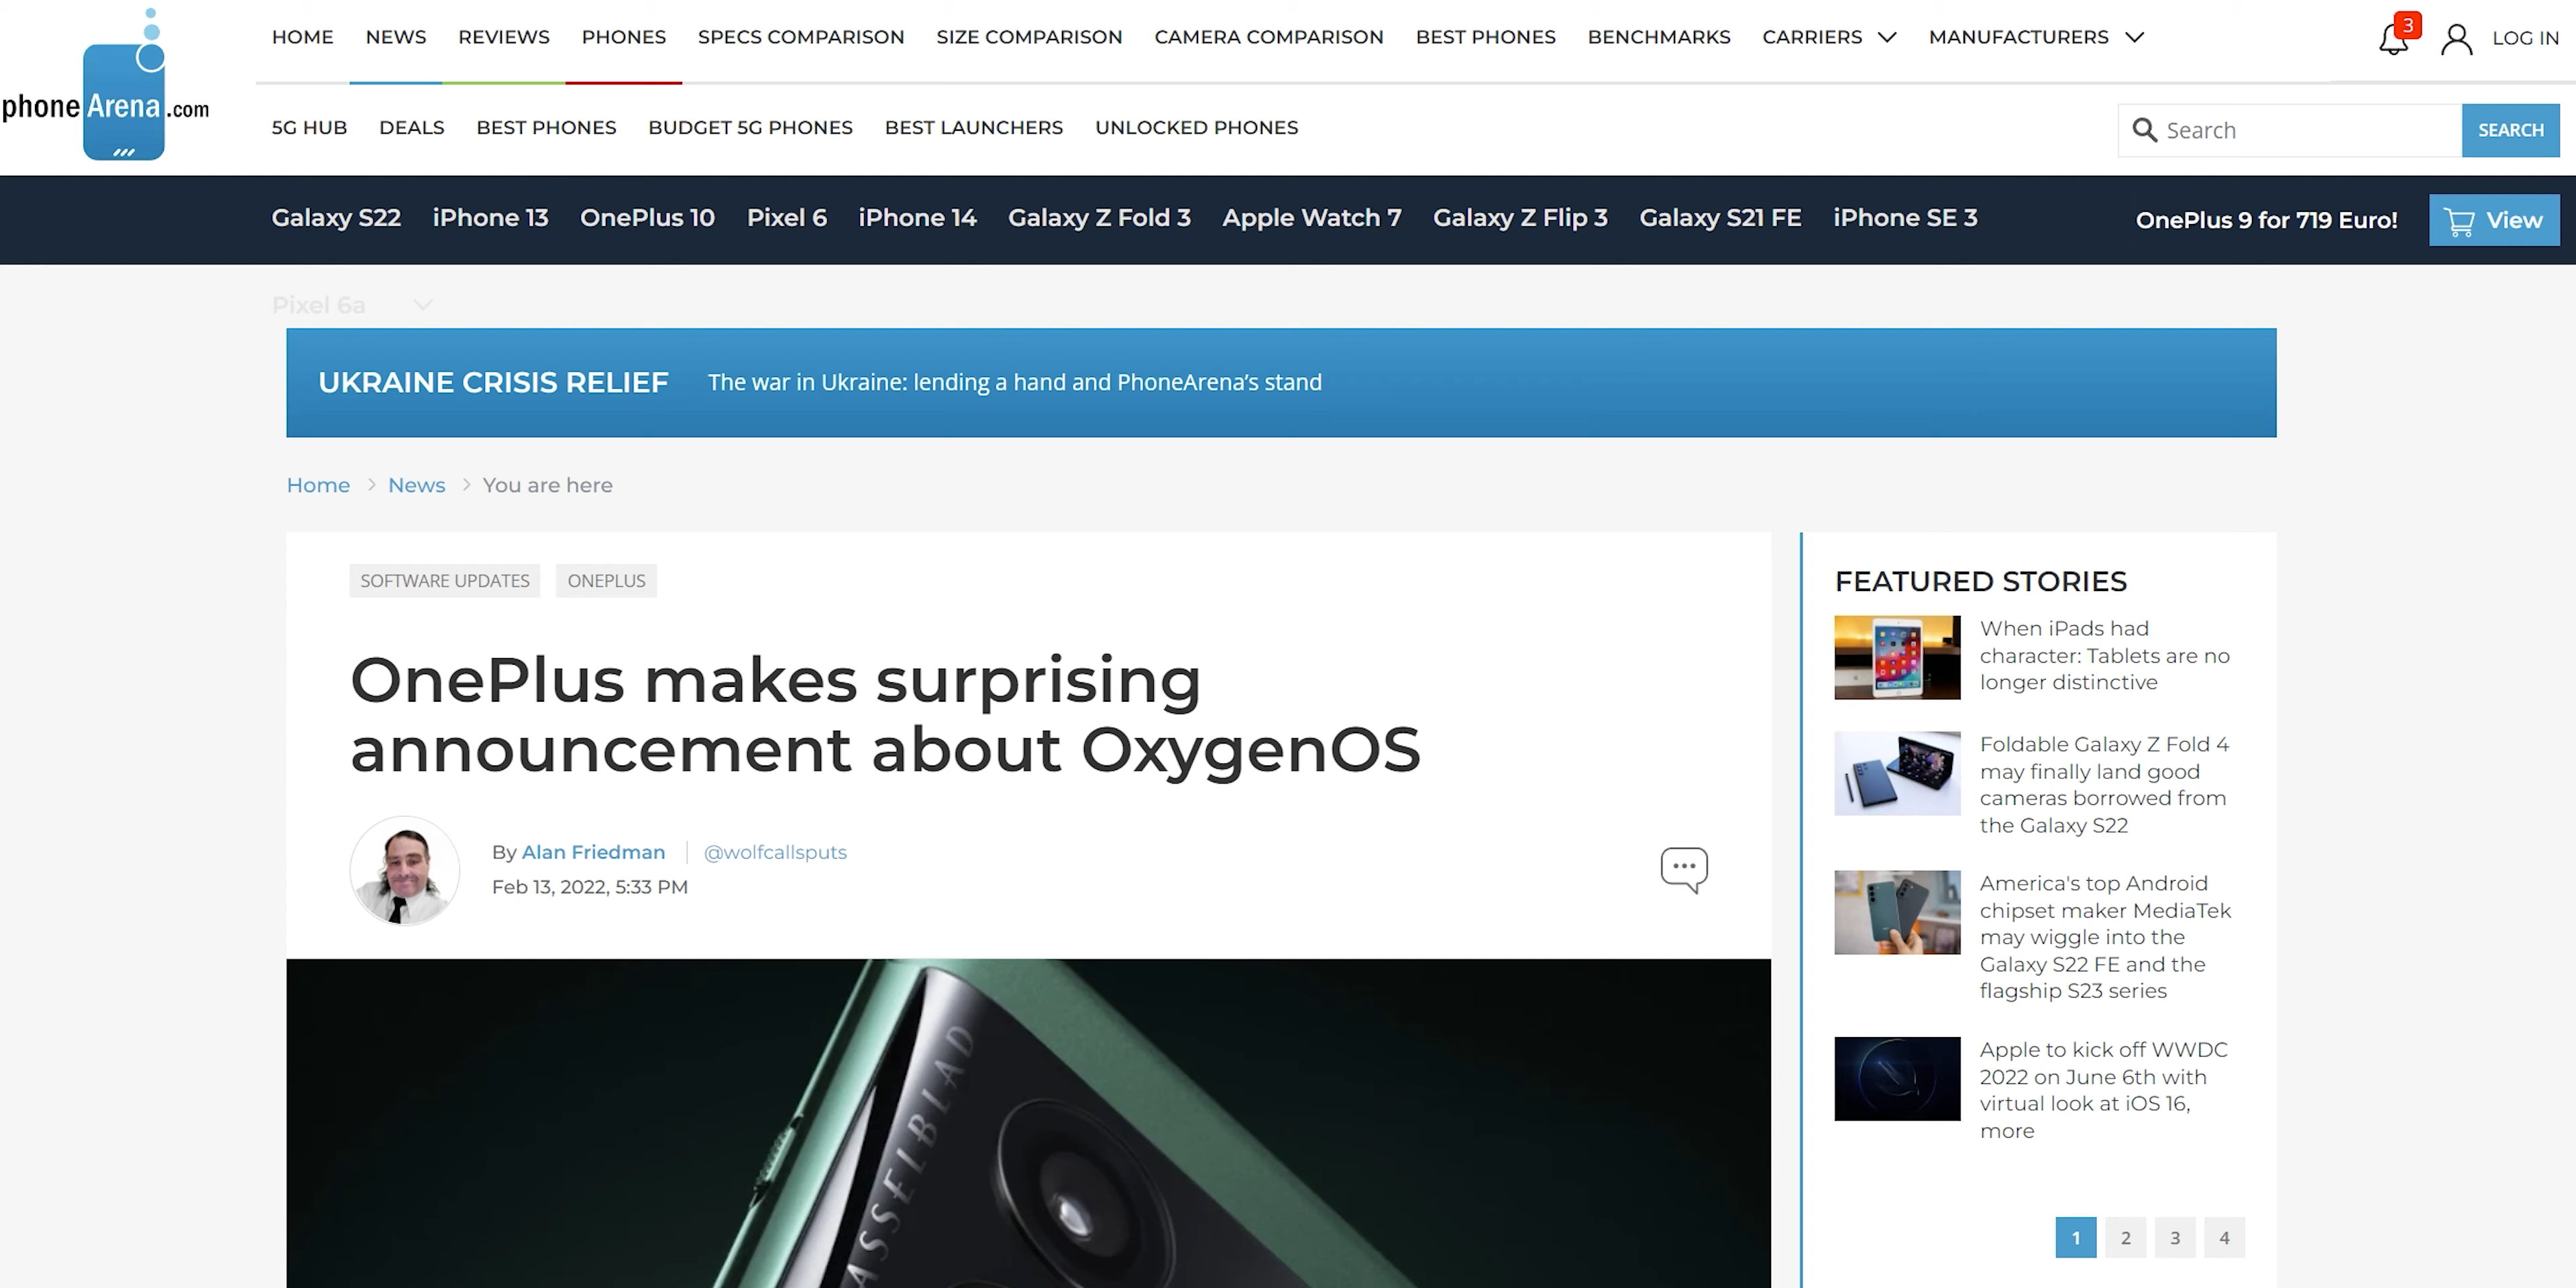 phoneArena.com
HOME NEWS REVIEWS PHONES SPECS COMPARISON SIZE COMPARISON CAMERA COMPARISON BEST PHONES BENCHMARKS CARRIERS MANUFACTURERS
3
LOG IN
5G HUB DEALS BEST PHONES BUDGET 5G PHONES BEST LAUNCHERS UNLOCKED PHONES
Search
SEARCH
Galaxy S22 iPhone 13 OnePlus 10 Pixel 6 iPhone 14 Galaxy Z Fold 3 Apple Watch 7 Galaxy Z Flip 3 Galaxy S21 FE iPhone SE 3
OnePlus 9 for 719 Euro!
View
Pixel 6a
UKRAINE CRISIS RELIEF The war in Ukraine: lending a hand and PhoneArena's stand
Home > News > You are here
SOFTWARE UPDATES ONEPLUS
OnePlus makes surprising
announcement about OxygenOS
By Alan Friedman | @wolfcallsputs
Feb 13, 2022, 5:33 PM
ASSELBLAD
FEATURED STORIES
When iPads had
character: Tablets are no
longer distinctive
Foldable Galaxy Z Fold 4
may finally land good
cameras borrowed from
the Galaxy S22
America's top Android
chipset maker MediaTek
may wiggle into the
Galaxy S22 FE and the
flagship S23 series
Apple to kick off WWDC
2022 on June 6th with
virtual look at iOS 16,
more
1 2 3 4